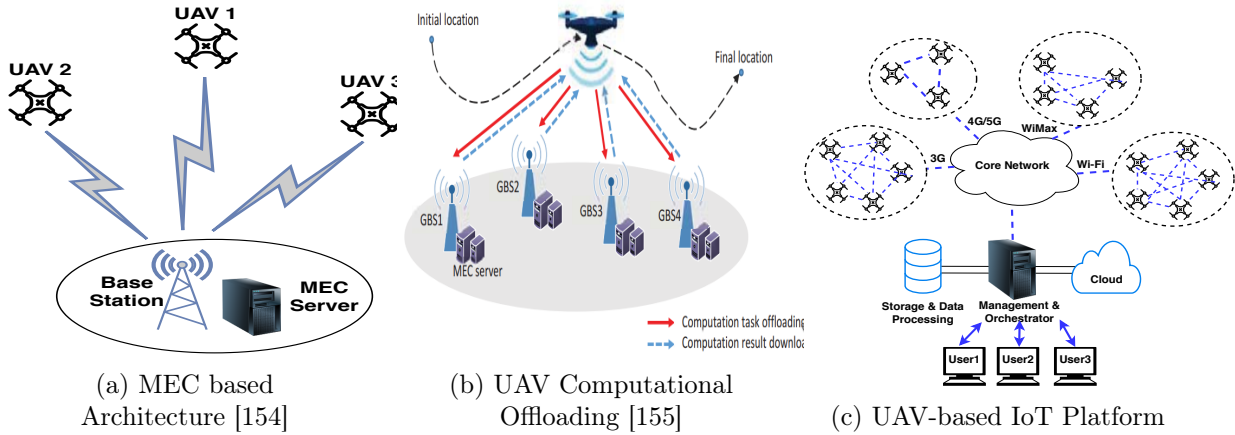 UAV 1
UAV 2
UAV 3
Base
Station
MEC
Server
(a) MEC based
Architecture [154]
Initial location
Final location
GBS1
GBS2
GBS3
GBS4
MEC server
Computation task offloading
Computation result downloa
(b) UAV Computational
Offloading [155]
4G/5G
WiMax
3G
Core Network
Wi-Fi
Storage & Data
Processing
Management &
Orchestrator
Cloud
User1
User2
User3
(c) UAV-based IoT Platform